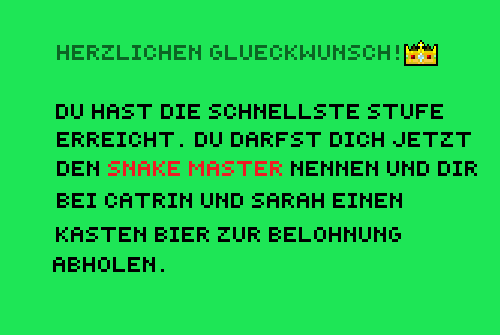 HERZLICHEN GLUECKWUNSCH!
DU HAST DIE SCHNELLSTE STUFE
ERREICHT. DU DARFST DICH JETZT
DEN SNAKE MASTER NENNEN UND DIR
BEI CATRIN UND SARAH EINEN
KASTEN BIER ZUR BELOHNUNG
ABHOLEN.